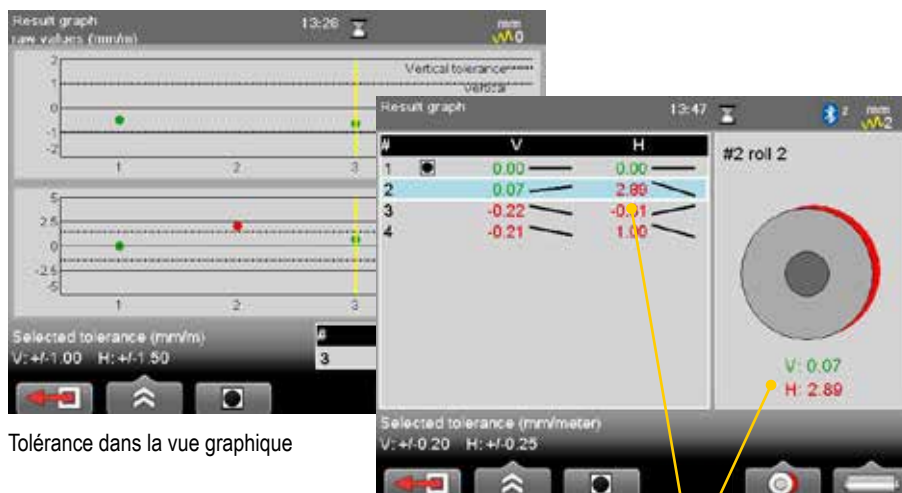 Result graph 13:26 mm
raw values (mm/m) 0
2
Vertical tolerance
1
vertical
0
-1
-2
1 2 3
5
2.5
0
-2.5
-5
1 2 3
Selected tolerance (mm/m) #
V: +/-1.00 H: +/-1.50 3
Tolérance dans la vue graphique
Result graph 13:47 z mm
2
# V H
#2 roll 2
1 0.00 0.00
2 0.07 2.89
3 -0.22
4 -0.21 1.00
V: 0.07
H: 2.89
Selected tolerance (mm/meter)
V: +/-0.20 H: +/-0.25